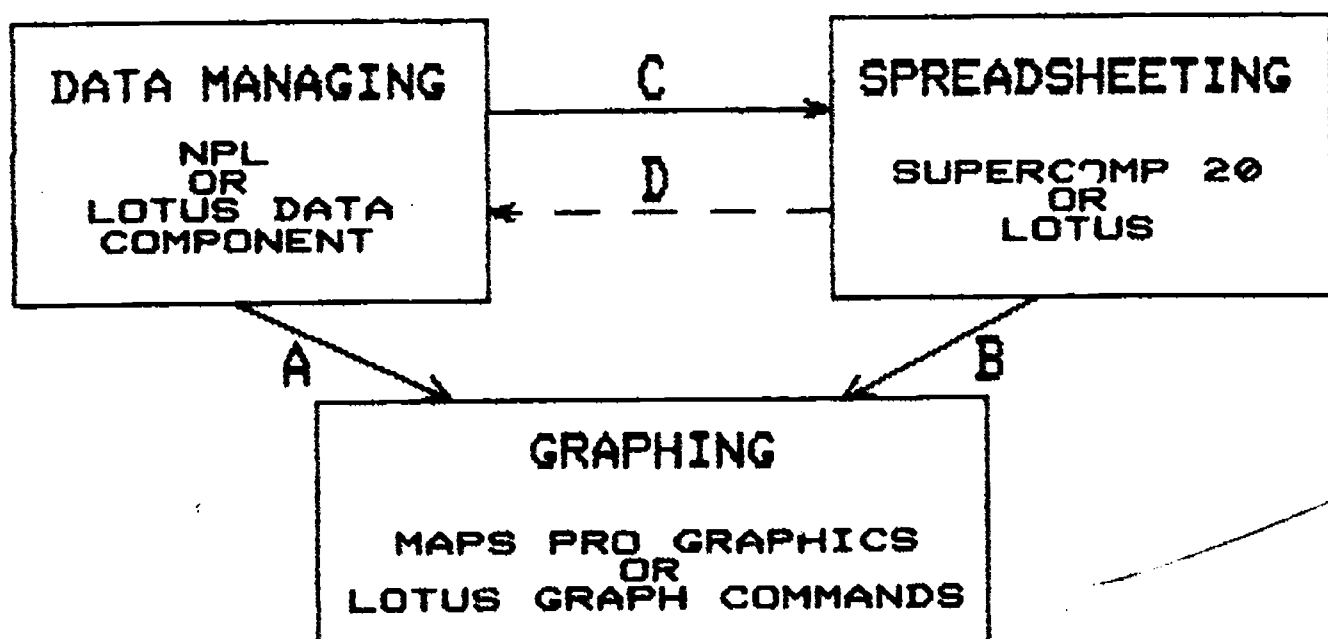 DATA MANAGING
NPL
OR
LOTUS DATA
COMPONENT
C
D
SPREADSHEETING
SUPERCOMP 20
OR
LOTUS
A
B
GRAPHING
MAPS PRO GRAPHICS
OR
LOTUS GRAPH COMMANDS